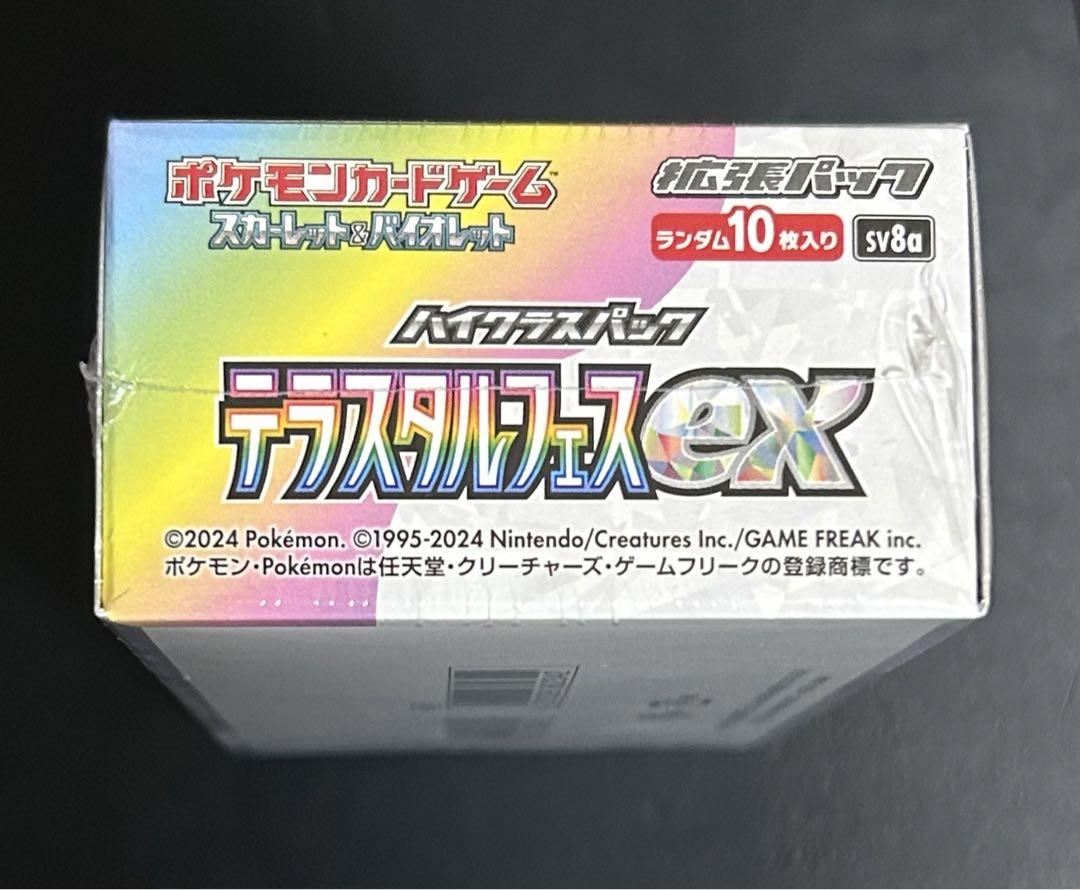 ポケモンカードゲーム™
スカーレット&バイオレット
拡張パック
ランダム10枚入り
SV8a
ハイクラスパック
テラスタルフェスex
©2024 Pokémon. ©1995-2024 Nintendo/Creatures Inc./GAME FREAK inc.
ポケモン・Pokémonは任天堂・クリーチャーズ・ゲームフリークの登録商標です。